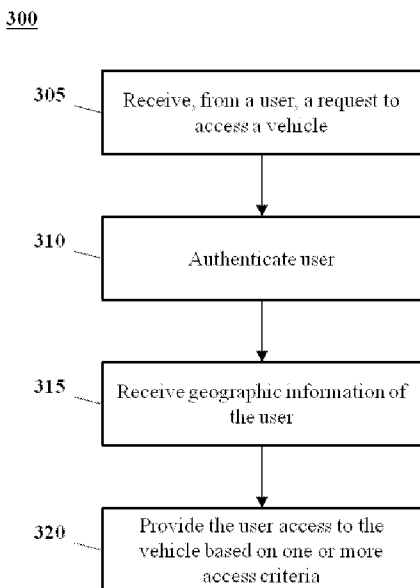 300
305
Receive, from a user, a request to
access a vehicle
310
Authenticate user
315
Receive geographic information of
the user
320
Provide the user access to the
vehicle based on one or more
access criteria